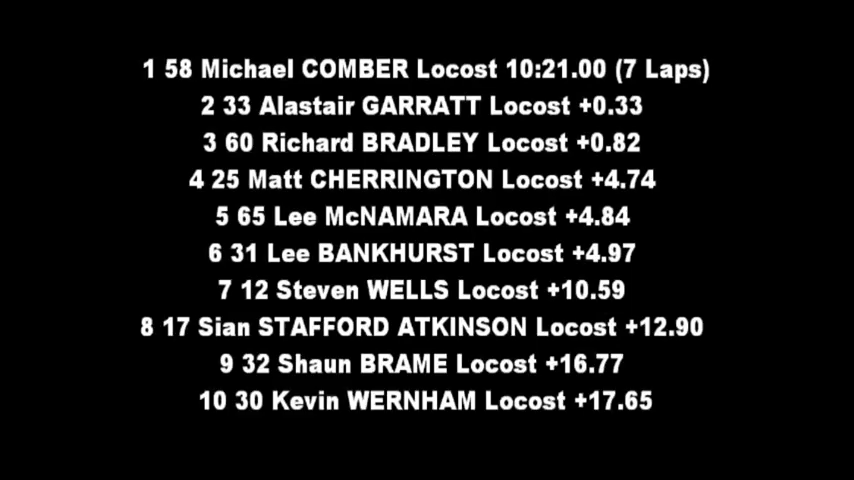 1 58 Michael COMBER Locost 10:21.00 (7 Laps)
2 33 Alastair GARRATT Locost +0.33
3 60 Richard BRADLEY Locost +0.82
4 25 Matt CHERRINGTON Locost +4.74
5 65 Lee McNAMARA Locost +4.84
6 31 Lee BANKHURST Locost +4.97
7 12 Steven WELLS Locost +10.59
8 17 Sian STAFFORD ATKINSON Locost +12.90
9 32 Shaun BRAME Locost +16.77
10 30 Kevin WERNHAM Locost +17.65